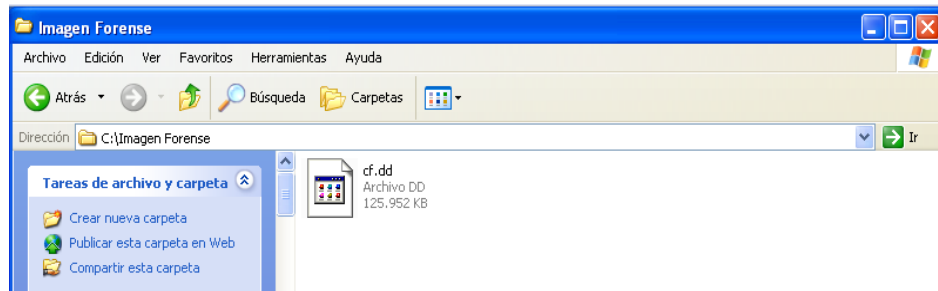 Imagen Forense
Archivo Edición Ver Favoritos Herramientas Ayuda
Atrás Búsqueda Carpetas
Dirección C:\Imagen Forense Ir
Tareas de archivo y carpeta
Crear nueva carpeta
Publicar esta carpeta en Web
Compartir esta carpeta
cf.dd
Archivo DD
125.952 KB